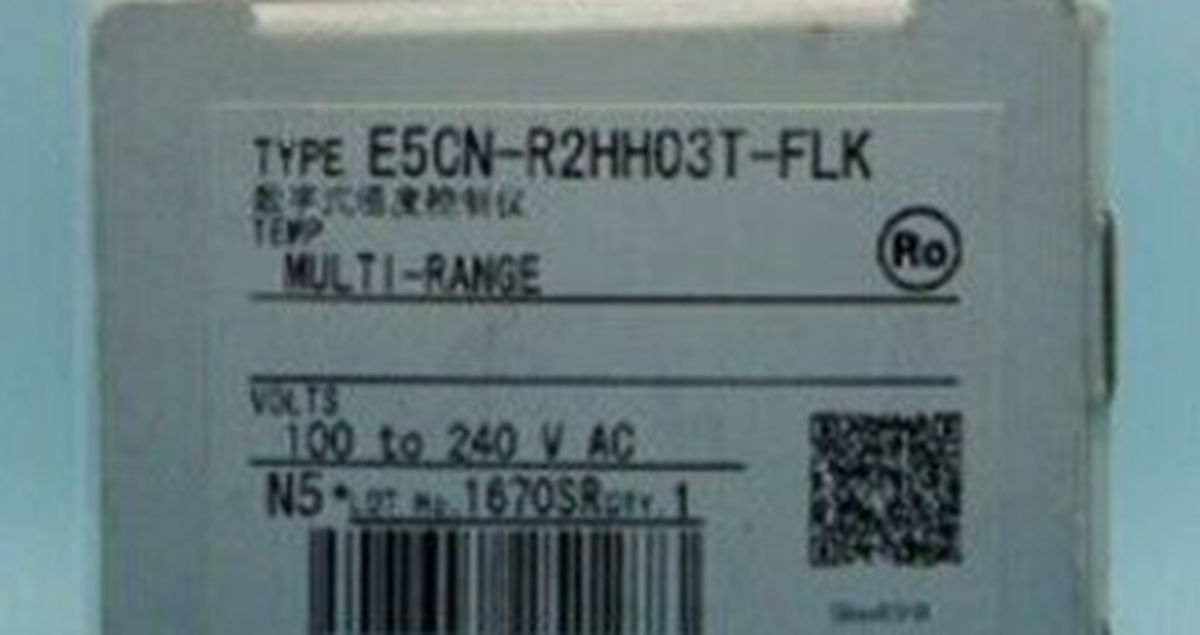 TYPE E5CN-R2HH03T-FLK
数字式温度控制仪
TEMP
Ro
MULTI-RANGE
VOLTS
100 to 240 V AC
N5 * LOT No. 1670SR QTY. 1